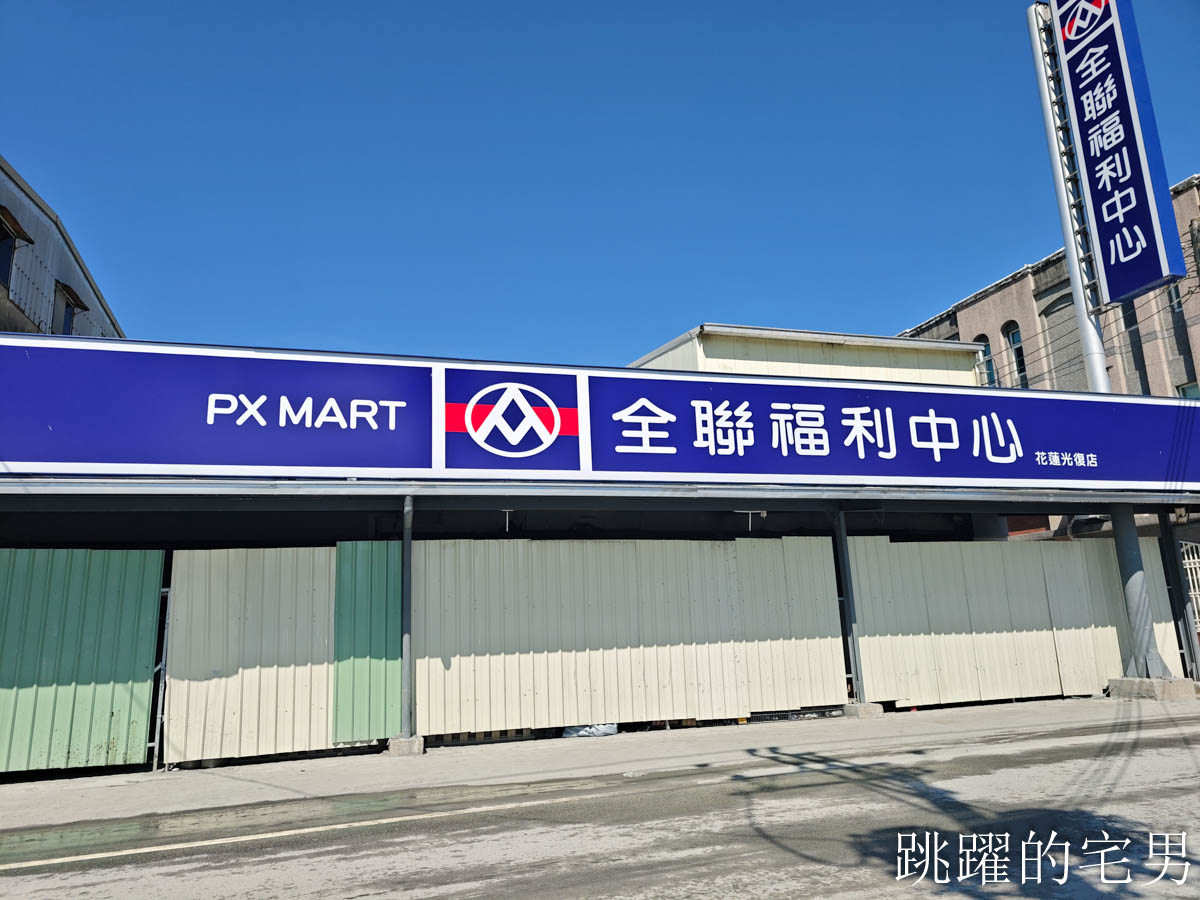 全聯福利中心
PX MART
全聯福利中心
花蓮光復店
跳躍的宅男